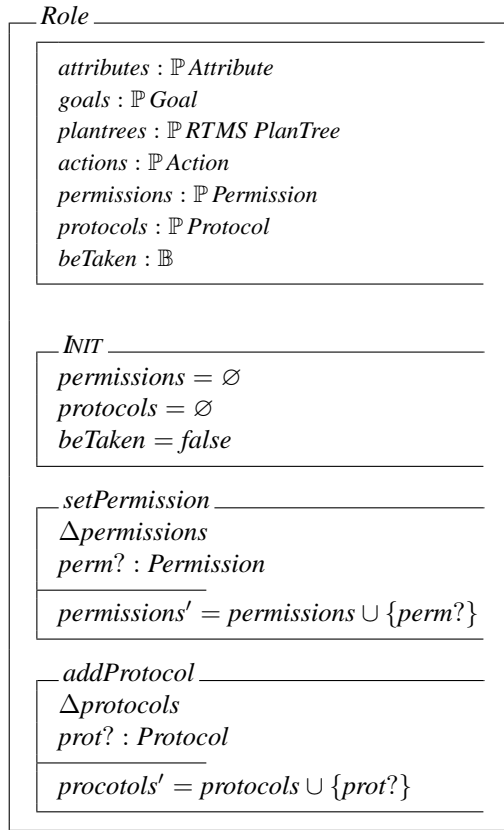 Role
attributes : ℙ Attribute
goals : ℙ Goal
plantrees : ℙ RTMS PlanTree
actions : ℙ Action
permissions : ℙ Permission
protocols : ℙ Protocol
beTaken : 𝔹
INIT
permissions = ∅
protocols = ∅
beTaken = false
setPermission
Δpermissions
perm? : Permission
permissions′ = permissions ∪ {perm?}
addProtocol
Δprotocols
prot? : Protocol
procotols′ = protocols ∪ {prot?}